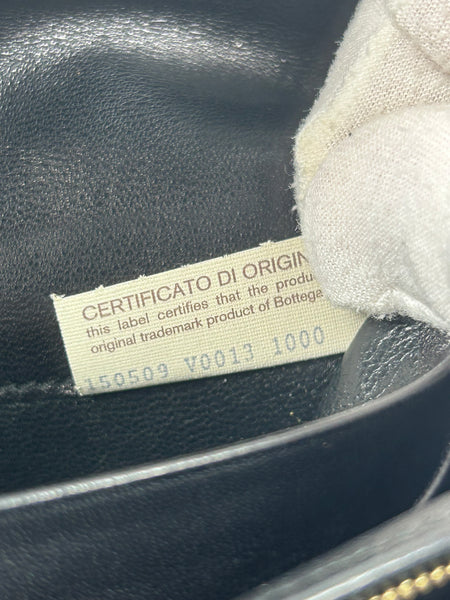 CERTIFICATO DI ORIGIN
this label certifies that the produ
original trademark product of Bottega
150509 V0013 1000